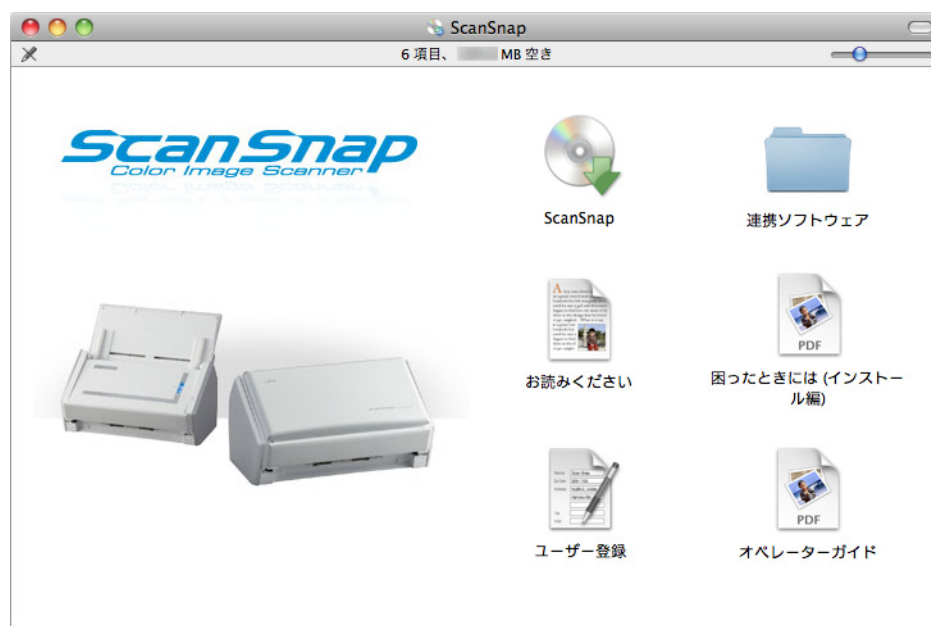 ScanSnap
6 項目、 MB 空き
ScanSnap
Color Image Scanner
ScanSnap
連携ソフトウェア
お読みください
PDF
困ったときには (インストー
ル編)
ユーザー登録
PDF
オペレーターガイド